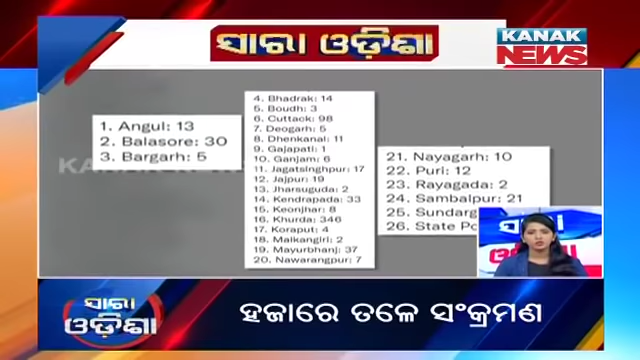 ସାରା ଓଡ଼ିଶା
KANAK
NEWS
1. Angul: 13
2. Balasore: 30
3. Bargarh: 5
4. Bhadrak: 14
5. Boudh: 3
6. Cuttack: 98
7. Deogarh: 5
8. Dhenkanal: 11
9. Gajapati: 1
10. Ganjam: 6
11. Jagatsinghpur: 17
12. Jajpur: 19
13. Jharsuguda: 2
14. Kendrapada: 33
15. Keonjhar: 8
16. Khurda: 346
17. Koraput: 4
18. Malkangiri: 2
19. Mayurbhanj: 37
20. Nawarangpur: 7
21. Nayagarh: 10
22. Puri: 12
23. Rayagada: 2
24. Sambalpur: 21
25. Sundarg
26. State Po
ସାରା
ଓଡ଼ିଶା
ହଜାରେ ତଳେ ସଂକ୍ରମଣ